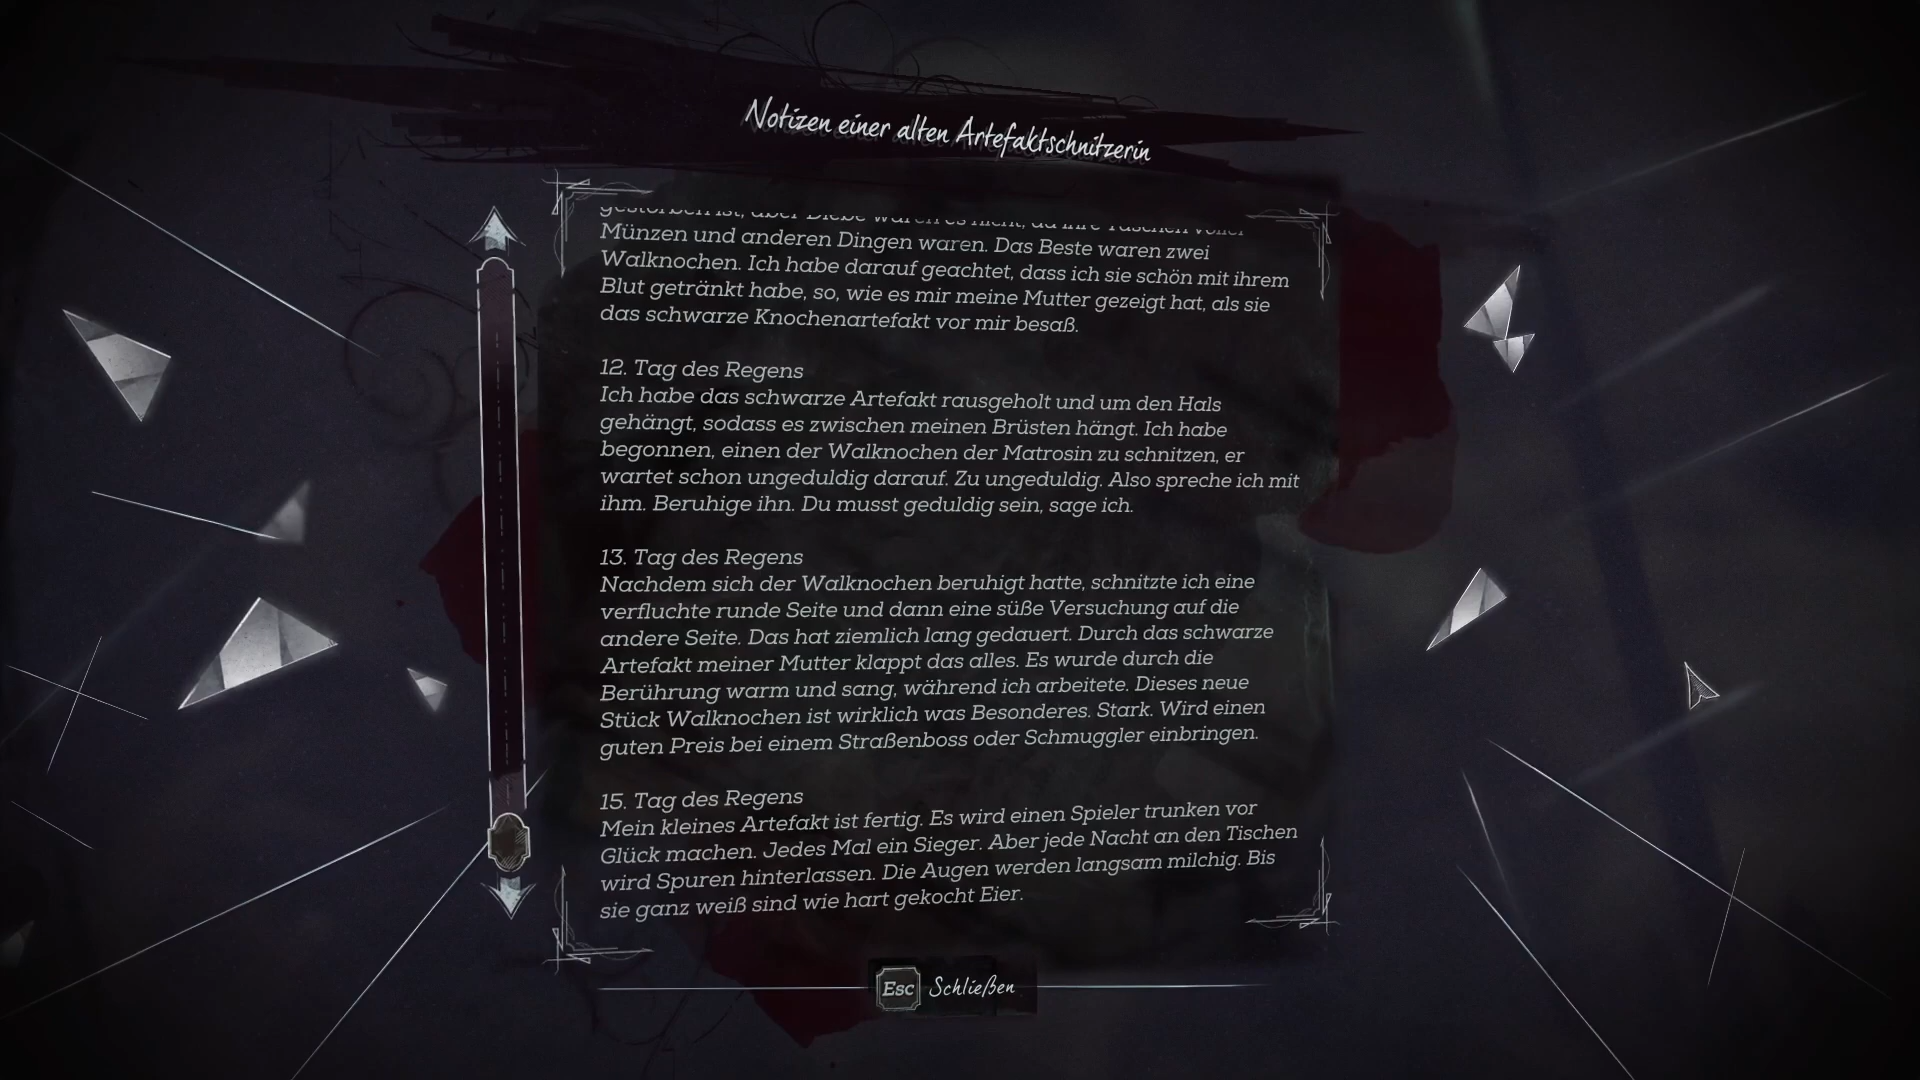 Notizen einer alten Artefaktschnitzerin
gestorben ist, aber Diebe waren es nicht, da ihre Taschen voller
Münzen und anderen Dingen waren. Das Beste waren zwei
Walknochen. Ich habe darauf geachtet, dass ich sie schön mit ihrem
Blut getränkt habe, so, wie es mir meine Mutter gezeigt hat, als sie
das schwarze Knochenartefakt vor mir besaß.
12. Tag des Regens
Ich habe das schwarze Artefakt rausgeholt und um den Hals
gehängt, sodass es zwischen meinen Brüsten hängt. Ich habe
begonnen, einen der Walknochen der Matrosin zu schnitzen, er
wartet schon ungeduldig darauf. Zu ungeduldig. Also spreche ich mit
ihm. Beruhige ihn. Du musst geduldig sein, sage ich.
13. Tag des Regens
Nachdem sich der Walknochen beruhigt hatte, schnitzte ich eine
verfluchte runde Seite und dann eine süße Versuchung auf die
andere Seite. Das hat ziemlich lang gedauert. Durch das schwarze
Artefakt meiner Mutter klappt das alles. Es wurde durch die
Berührung warm und sang, während ich arbeitete. Dieses neue
Stück Walknochen ist wirklich was Besonderes. Stark. Wird einen
guten Preis bei einem Straßenboss oder Schmuggler einbringen.
15. Tag des Regens
Mein kleines Artefakt ist fertig. Es wird einen Spieler trunken vor
Glück machen. Jedes Mal ein Sieger. Aber jede Nacht an den Tischen
wird Spuren hinterlassen. Die Augen werden langsam milchig. Bis
sie ganz weiß sind wie hart gekocht Eier.
Esc Schließen